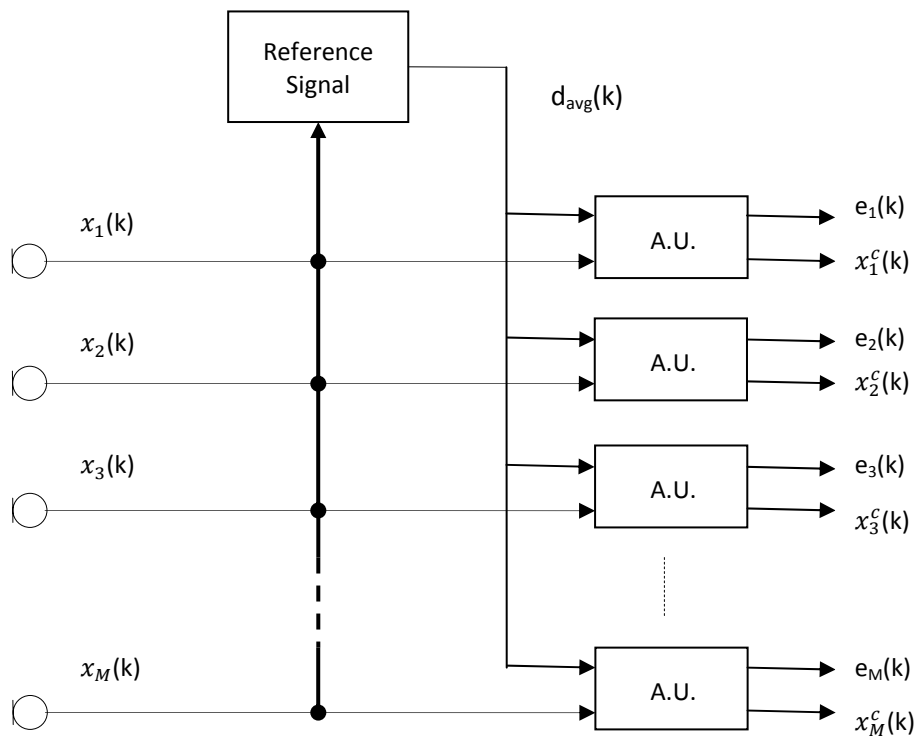 Reference
Signal
d_avg(k)
x_1(k)
A.U.
e_1(k)
x_1^c(k)
x_2(k)
A.U.
e_2(k)
x_2^c(k)
x_3(k)
A.U.
e_3(k)
x_3^c(k)
x_M(k)
A.U.
e_M(k)
x_M^c(k)